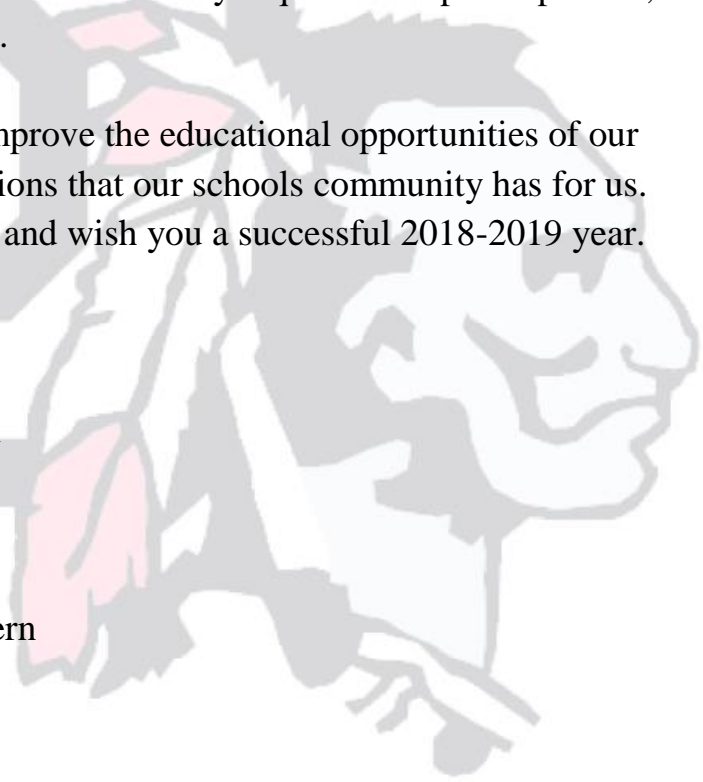 .
mprove the educational opportunities of our
ions that our schools community has for us.
and wish you a successful 2018-2019 year.
ern